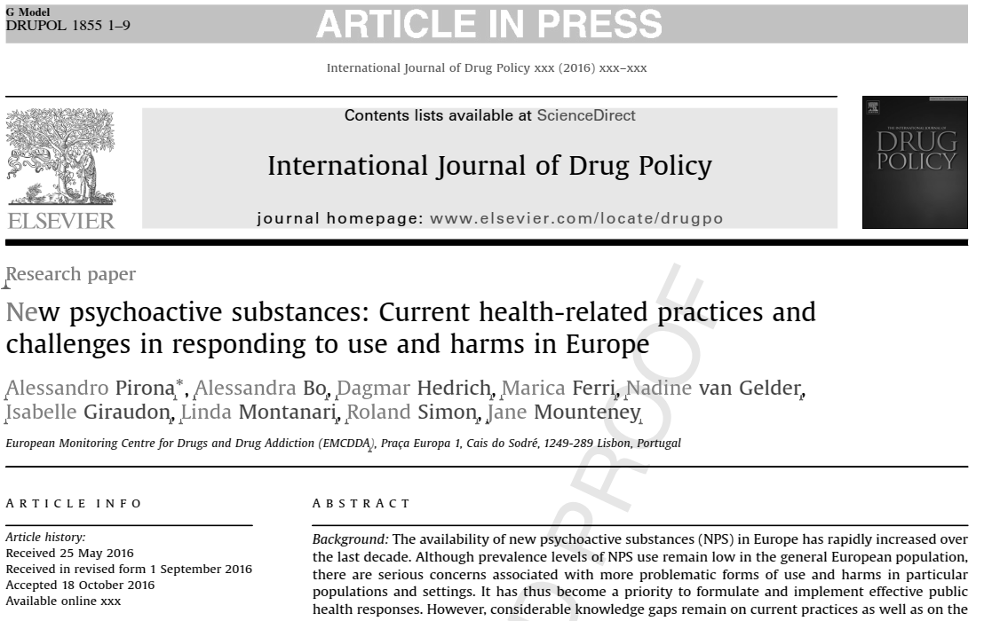 G Model
DRUPOL 1855 1–9
ARTICLE IN PRESS
International Journal of Drug Policy xxx (2016) xxx–xxx
Contents lists available at ScienceDirect
International Journal of Drug Policy
journal homepage: www.elsevier.com/locate/drugpo
ELSEVIER
THE INTERNATIONAL JOURNAL OF
DRUG
POLICY
Research paper
New psychoactive substances: Current health-related practices and
challenges in responding to use and harms in Europe
Alessandro Pirona*, Alessandra Bo, Dagmar Hedrich, Marica Ferri, Nadine van Gelder,
Isabelle Giraudon, Linda Montanari, Roland Simon, Jane Mounteney
European Monitoring Centre for Drugs and Drug Addiction (EMCDDA), Praça Europa 1, Cais do Sodré, 1249-289 Lisbon, Portugal
ARTICLE INFO
Article history:
Received 25 May 2016
Received in revised form 1 September 2016
Accepted 18 October 2016
Available online xxx
ABSTRACT
Background: The availability of new psychoactive substances (NPS) in Europe has rapidly increased over
the last decade. Although prevalence levels of NPS use remain low in the general European population,
there are serious concerns associated with more problematic forms of use and harms in particular
populations and settings. It has thus become a priority to formulate and implement effective public
health responses. However, considerable knowledge gaps remain on current practices as well as on the
D PROOF